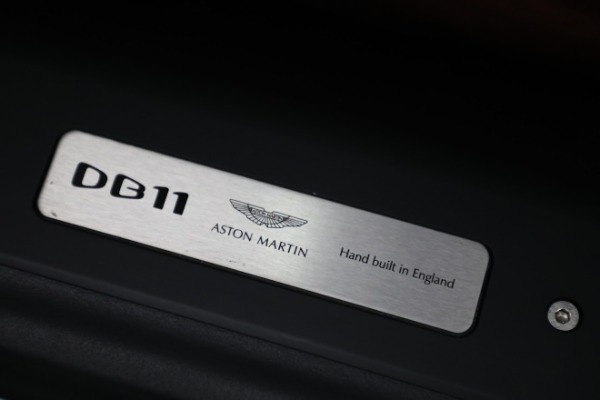 DB11
ASTON MARTIN
Hand built in England